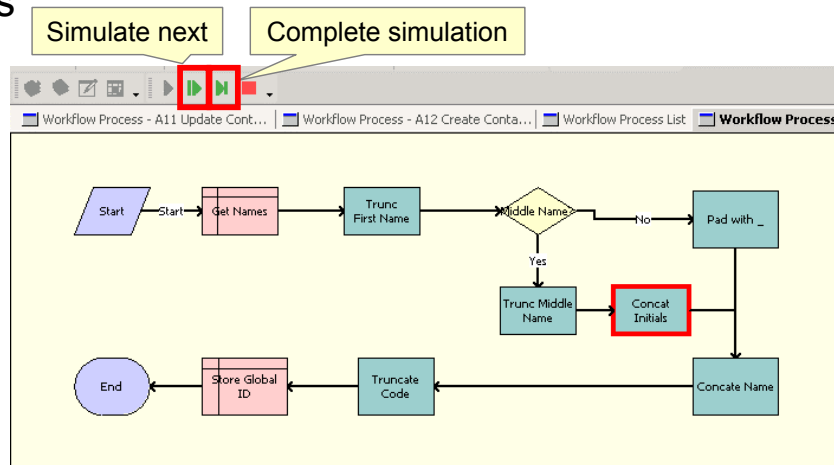 s
Simulate next
Complete simulation
Workflow Process - A11 Update Cont...
Workflow Process - A12 Create Conta...
Workflow Process List
Workflow Process
Start
Start
Get Names
Trunc
First Name
Middle Name?
No
Pad with _
Yes
Trunc Middle
Name
Concat
Initials
End
Store Global
ID
Truncate
Code
Concate Name